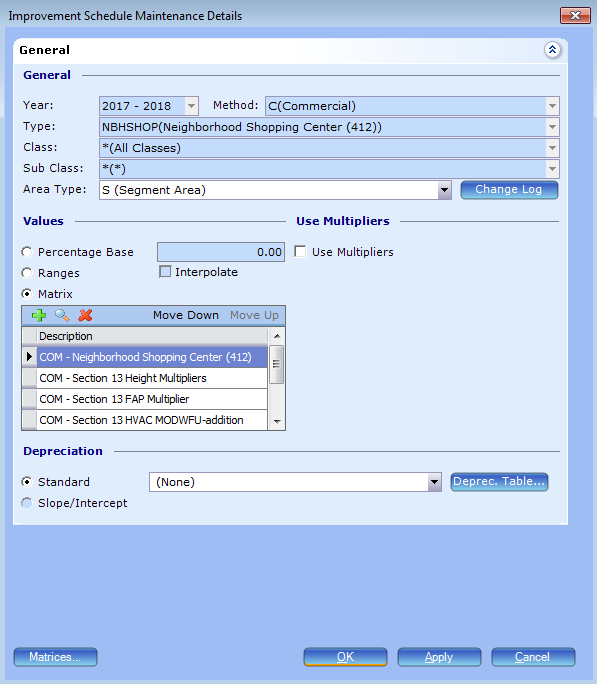 Improvement Schedule Maintenance Details
General
General
Year: 2017 - 2018 Method: C(Commercial)
Type: NBHSHOP(Neighborhood Shopping Center (412))
Class: *(All Classes)
Sub Class: *(*)
Area Type: S (Segment Area) Change Log
Values Use Multipliers
Percentage Base 0.00 Use Multipliers
Ranges Interpolate
Matrix
Move Down Move Up
Description
COM - Neighborhood Shopping Center (412)
COM - Section 13 Height Multipliers
COM - Section 13 FAP Multiplier
COM - Section 13 HVAC MODWFU-addition
Depreciation
Standard (None) Deprec. Table...
Slope/Intercept
Matrices... OK Apply Cancel